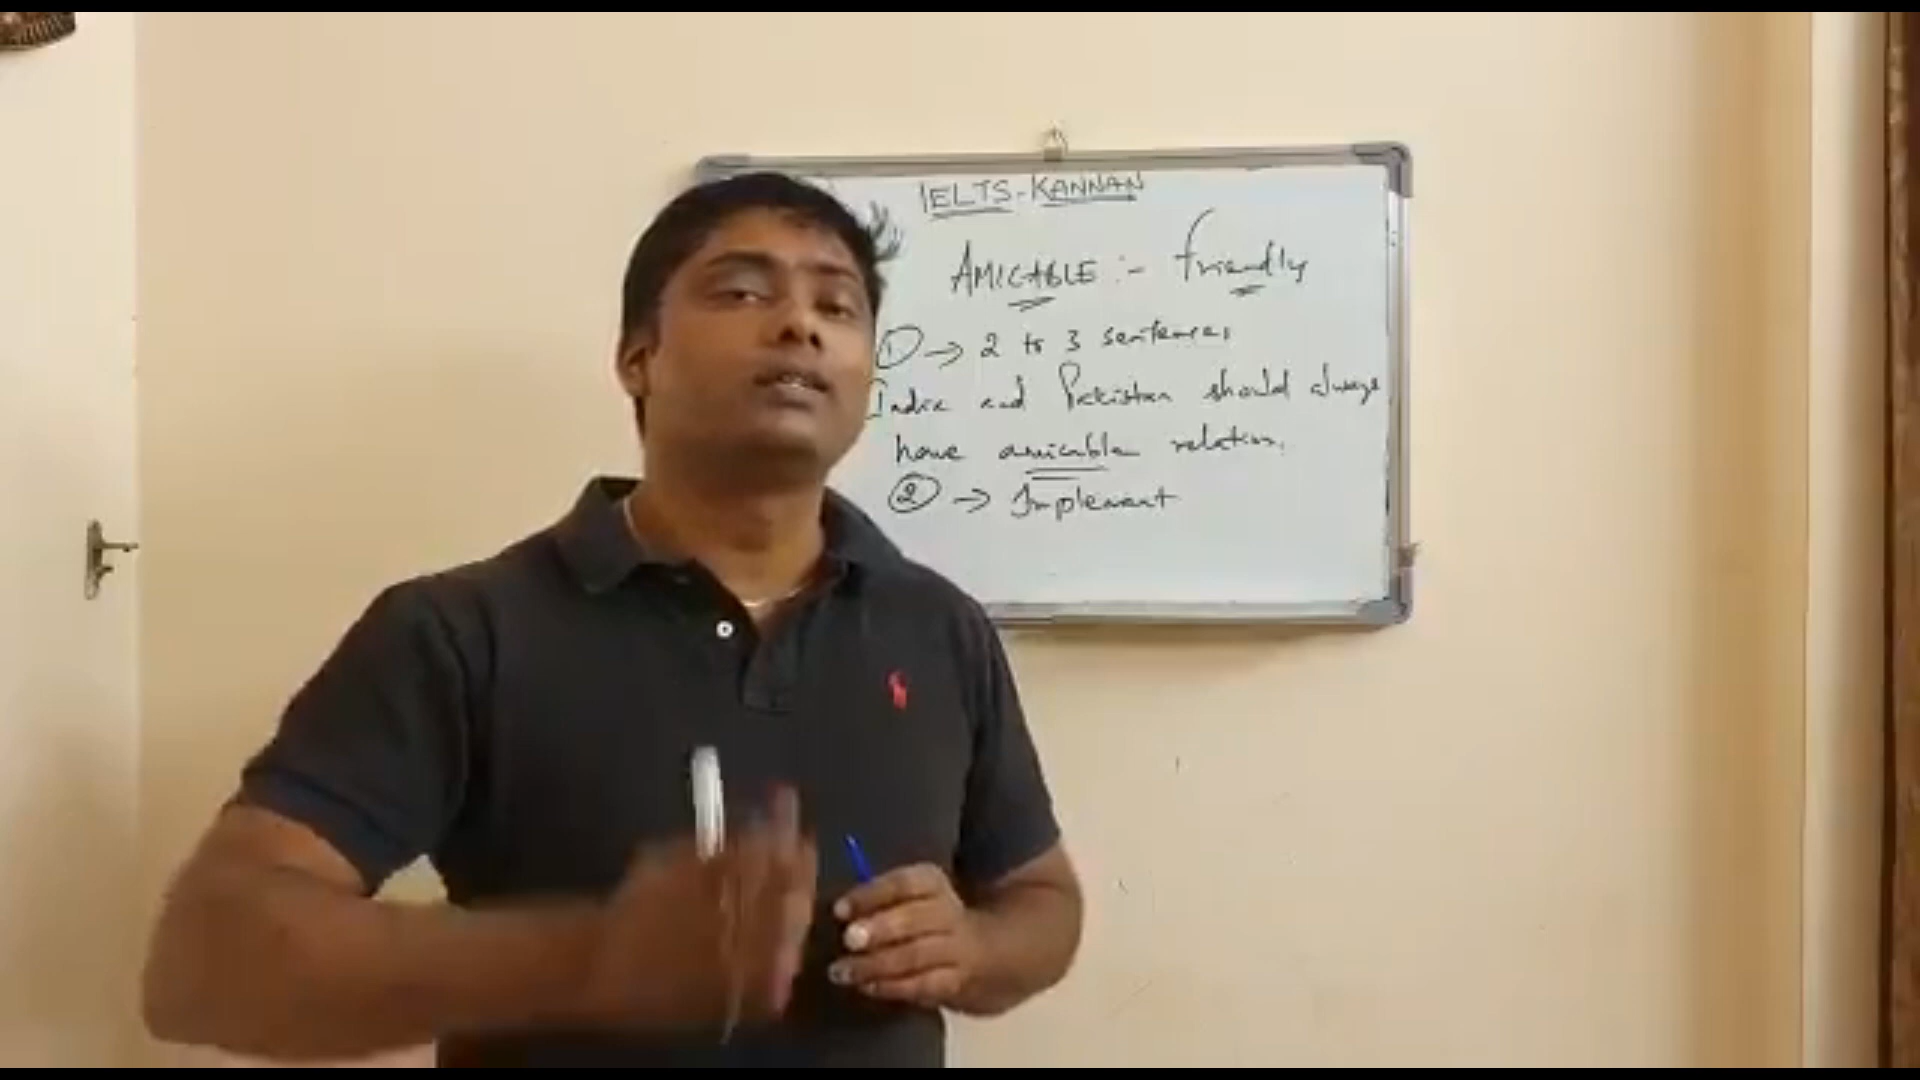 IELTS-KANNAN
AMICABLE :- friendly
① → 2 to 3 sentences
India and Pakistan should always
have amicable relation.
② → Implement